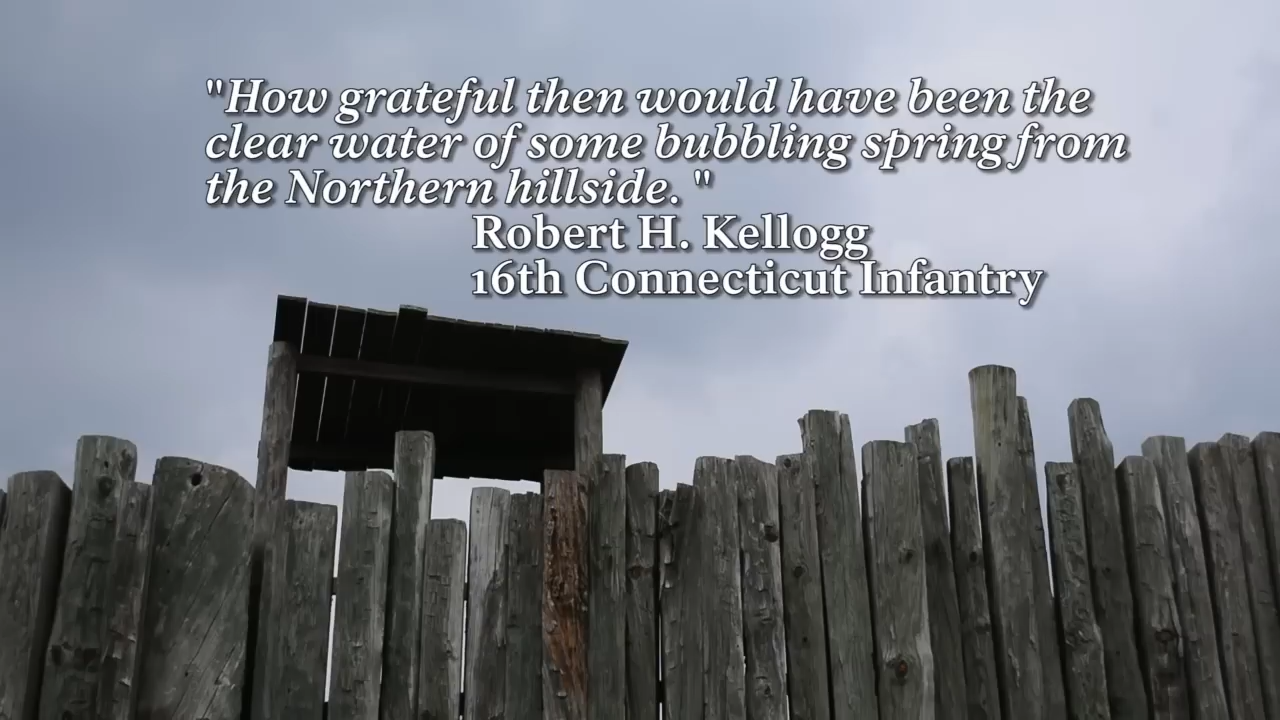 "How grateful then would have been the
clear water of some bubbling spring from
the Northern hillside. "
Robert H. Kellogg
16th Connecticut Infantry